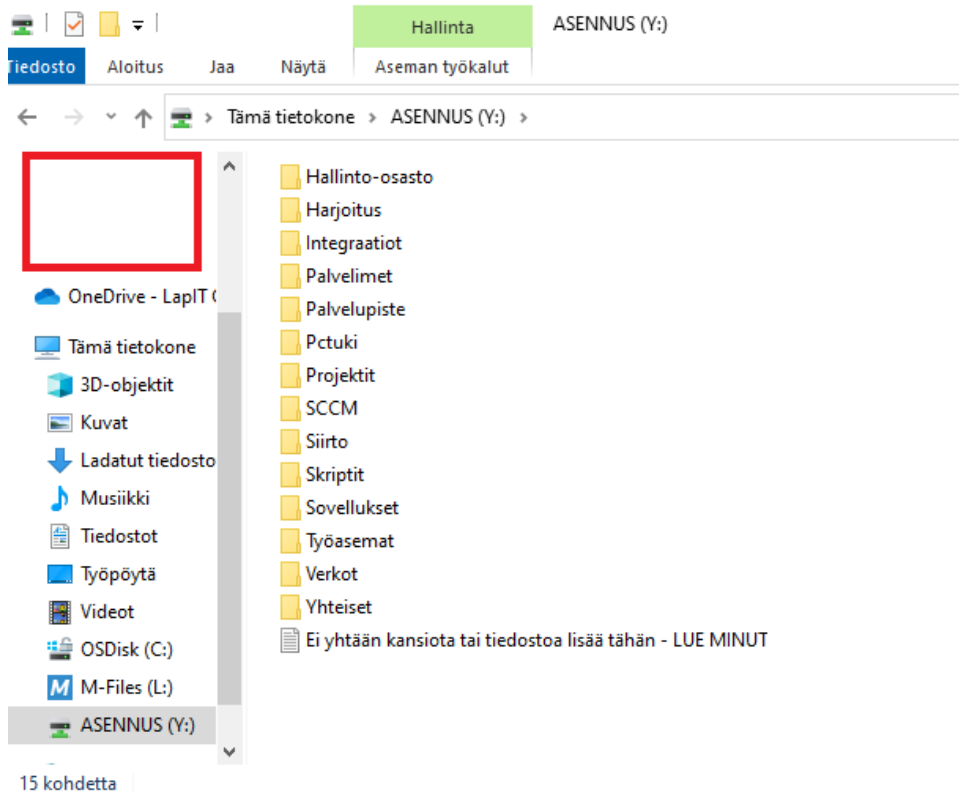 Hallinta
ASENNUS (Y:)
Tiedosto
Aloitus
Jaa
Näytä
Aseman työkalut
Tämä tietokone > ASENNUS (Y:) >
OneDrive - LapIT
Tämä tietokone
3D-objektit
Kuvat
Ladatut tiedosto
Musiikki
Tiedostot
Työpöytä
Videot
OSDisk (C:)
M-Files (L:)
ASENNUS (Y:)
Hallinto-osasto
Harjoitus
Integraatiot
Palvelimet
Palvelupiste
Pctuki
Projektit
SCCM
Siirto
Skriptit
Sovellukset
Työasemat
Verkot
Yhteiset
Ei yhtään kansiota tai tiedostoa lisää tähän - LUE MINUT
15 kohdetta